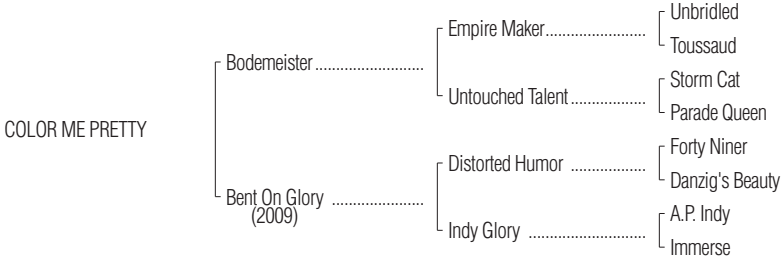 Unbridled
Empire Maker..........................
Toussaud
Bodemeister...........................
Storm Cat
Untouched Talent...................
Parade Queen
COLOR ME PRETTY
Forty Niner
Distorted Humor ...................
Danzig's Beauty
Bent On Glory .......................
(2009)
A.P. Indy
Indy Glory .............................
Immerse